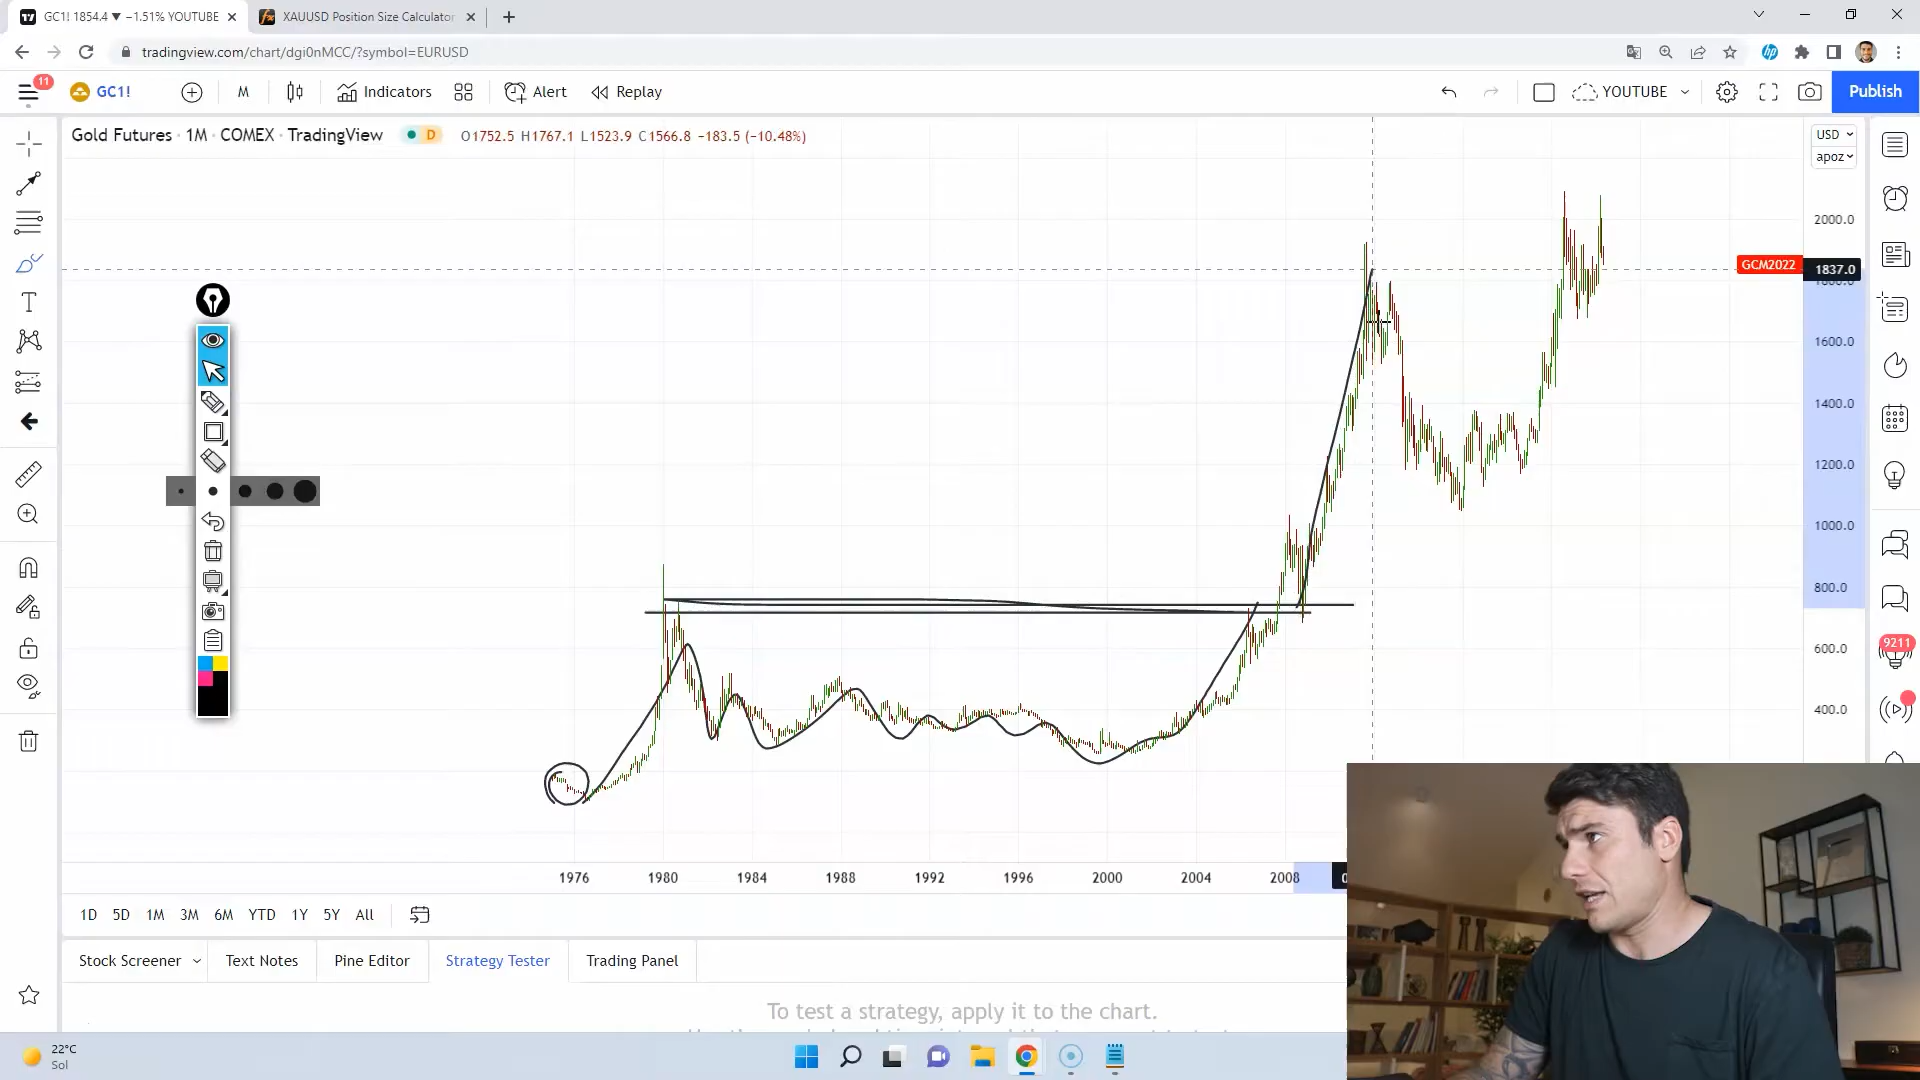 GC1! 1854.4 ▼ −1.51% YOUTUBE
XAUUSD Position Size Calculator
tradingview.com/chart/dgi0nMCC/?symbol=EURUSD
11
GC1!
M
Indicators
Alert
Replay
YOUTUBE
Publish
Gold Futures · 1M · COMEX · TradingView
D
O1752.5 H1767.1 L1523.9 C1566.8 −183.5 (−10.48%)
USD
apoz
2000.0
GCM2022
1837.0
1600.0
1400.0
1200.0
1000.0
800.0
600.0
400.0
9211
1976 1980 1984 1988 1992 1996 2000 2004 2008
1D 5D 1M 3M 6M YTD 1Y 5Y All
Stock Screener
Text Notes
Pine Editor
Strategy Tester
Trading Panel
To test a strategy, apply it to the chart.
22°C
Sol